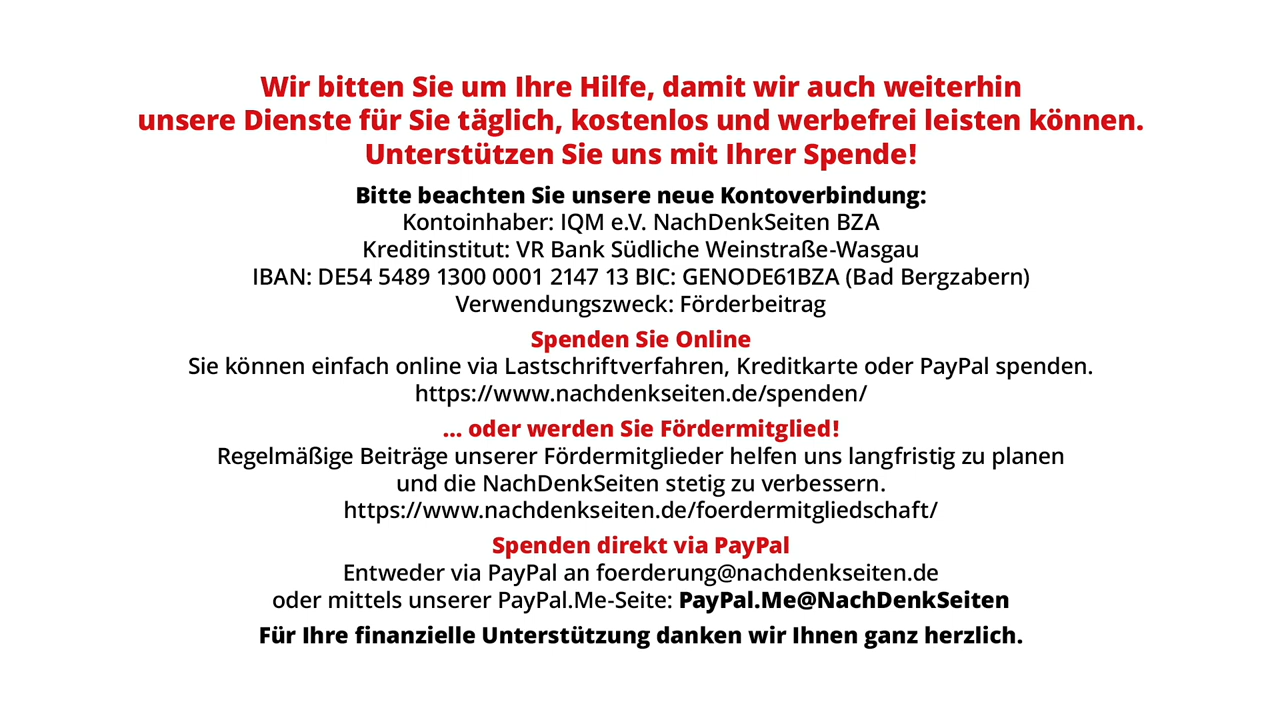 Wir bitten Sie um Ihre Hilfe, damit wir auch weiterhin
unsere Dienste für Sie täglich, kostenlos und werbefrei leisten können.
Unterstützen Sie uns mit Ihrer Spende!
Bitte beachten Sie unsere neue Kontoverbindung:
Kontoinhaber: IQM e.V. NachDenkSeiten BZA
Kreditinstitut: VR Bank Südliche Weinstraße-Wasgau
IBAN: DE54 5489 1300 0001 2147 13 BIC: GENODE61BZA (Bad Bergzabern)
Verwendungszweck: Förderbeitrag
Spenden Sie Online
Sie können einfach online via Lastschriftverfahren, Kreditkarte oder PayPal spenden.
https://www.nachdenkseiten.de/spenden/
... oder werden Sie Fördermitglied!
Regelmäßige Beiträge unserer Fördermitglieder helfen uns langfristig zu planen
und die NachDenkSeiten stetig zu verbessern.
https://www.nachdenkseiten.de/foerdermitgliedschaft/
Spenden direkt via PayPal
Entweder via PayPal an foerderung@nachdenkseiten.de
oder mittels unserer PayPal.Me-Seite: PayPal.Me@NachDenkSeiten
Für Ihre finanzielle Unterstützung danken wir Ihnen ganz herzlich.